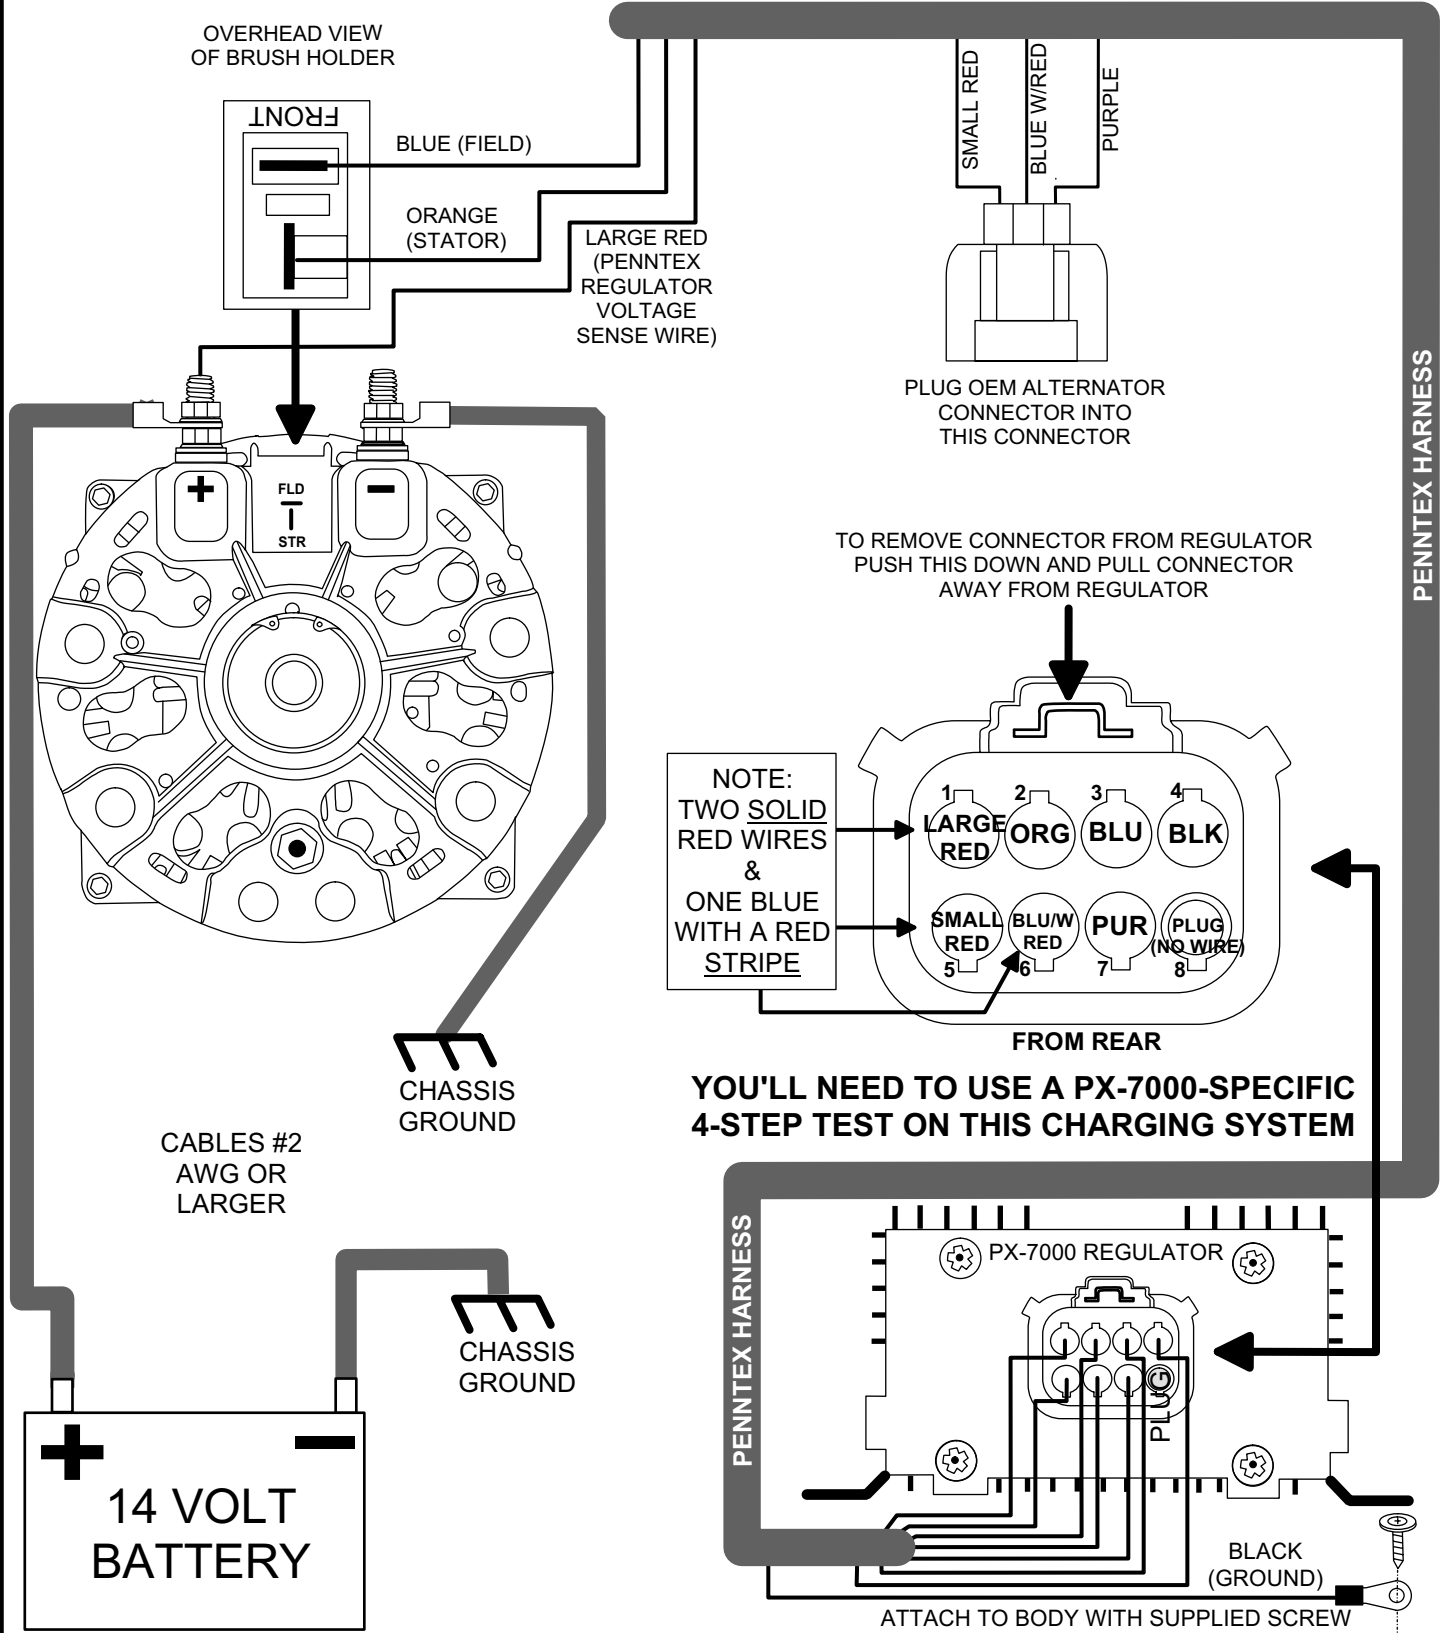 OVERHEAD VIEW
OF BRUSH HOLDER
FRONT
BLUE (FIELD)
ORANGE
(STATOR)
LARGE RED
(PENNTEX
REGULATOR
VOLTAGE
SENSE WIRE)
SMALL RED
BLUE W/RED
PURPLE
PLUG OEM ALTERNATOR
CONNECTOR INTO
THIS CONNECTOR
PENNTEX HARNESS
+
−
FLD
STR
TO REMOVE CONNECTOR FROM REGULATOR
PUSH THIS DOWN AND PULL CONNECTOR
AWAY FROM REGULATOR
NOTE:
TWO SOLID
RED WIRES
&
ONE BLUE
WITH A RED
STRIPE
1
2
3
4
LARGE
RED
ORG
BLU
BLK
SMALL
RED
BLU/W
RED
PUR
PLUG
(NO WIRE)
5
6
7
8
FROM REAR
YOU'LL NEED TO USE A PX-7000-SPECIFIC
4-STEP TEST ON THIS CHARGING SYSTEM
CHASSIS
GROUND
CABLES #2
AWG OR
LARGER
CHASSIS
GROUND
+
−
14 VOLT
BATTERY
PENNTEX HARNESS
PX-7000 REGULATOR
PLUG
BLACK
(GROUND)
ATTACH TO BODY WITH SUPPLIED SCREW